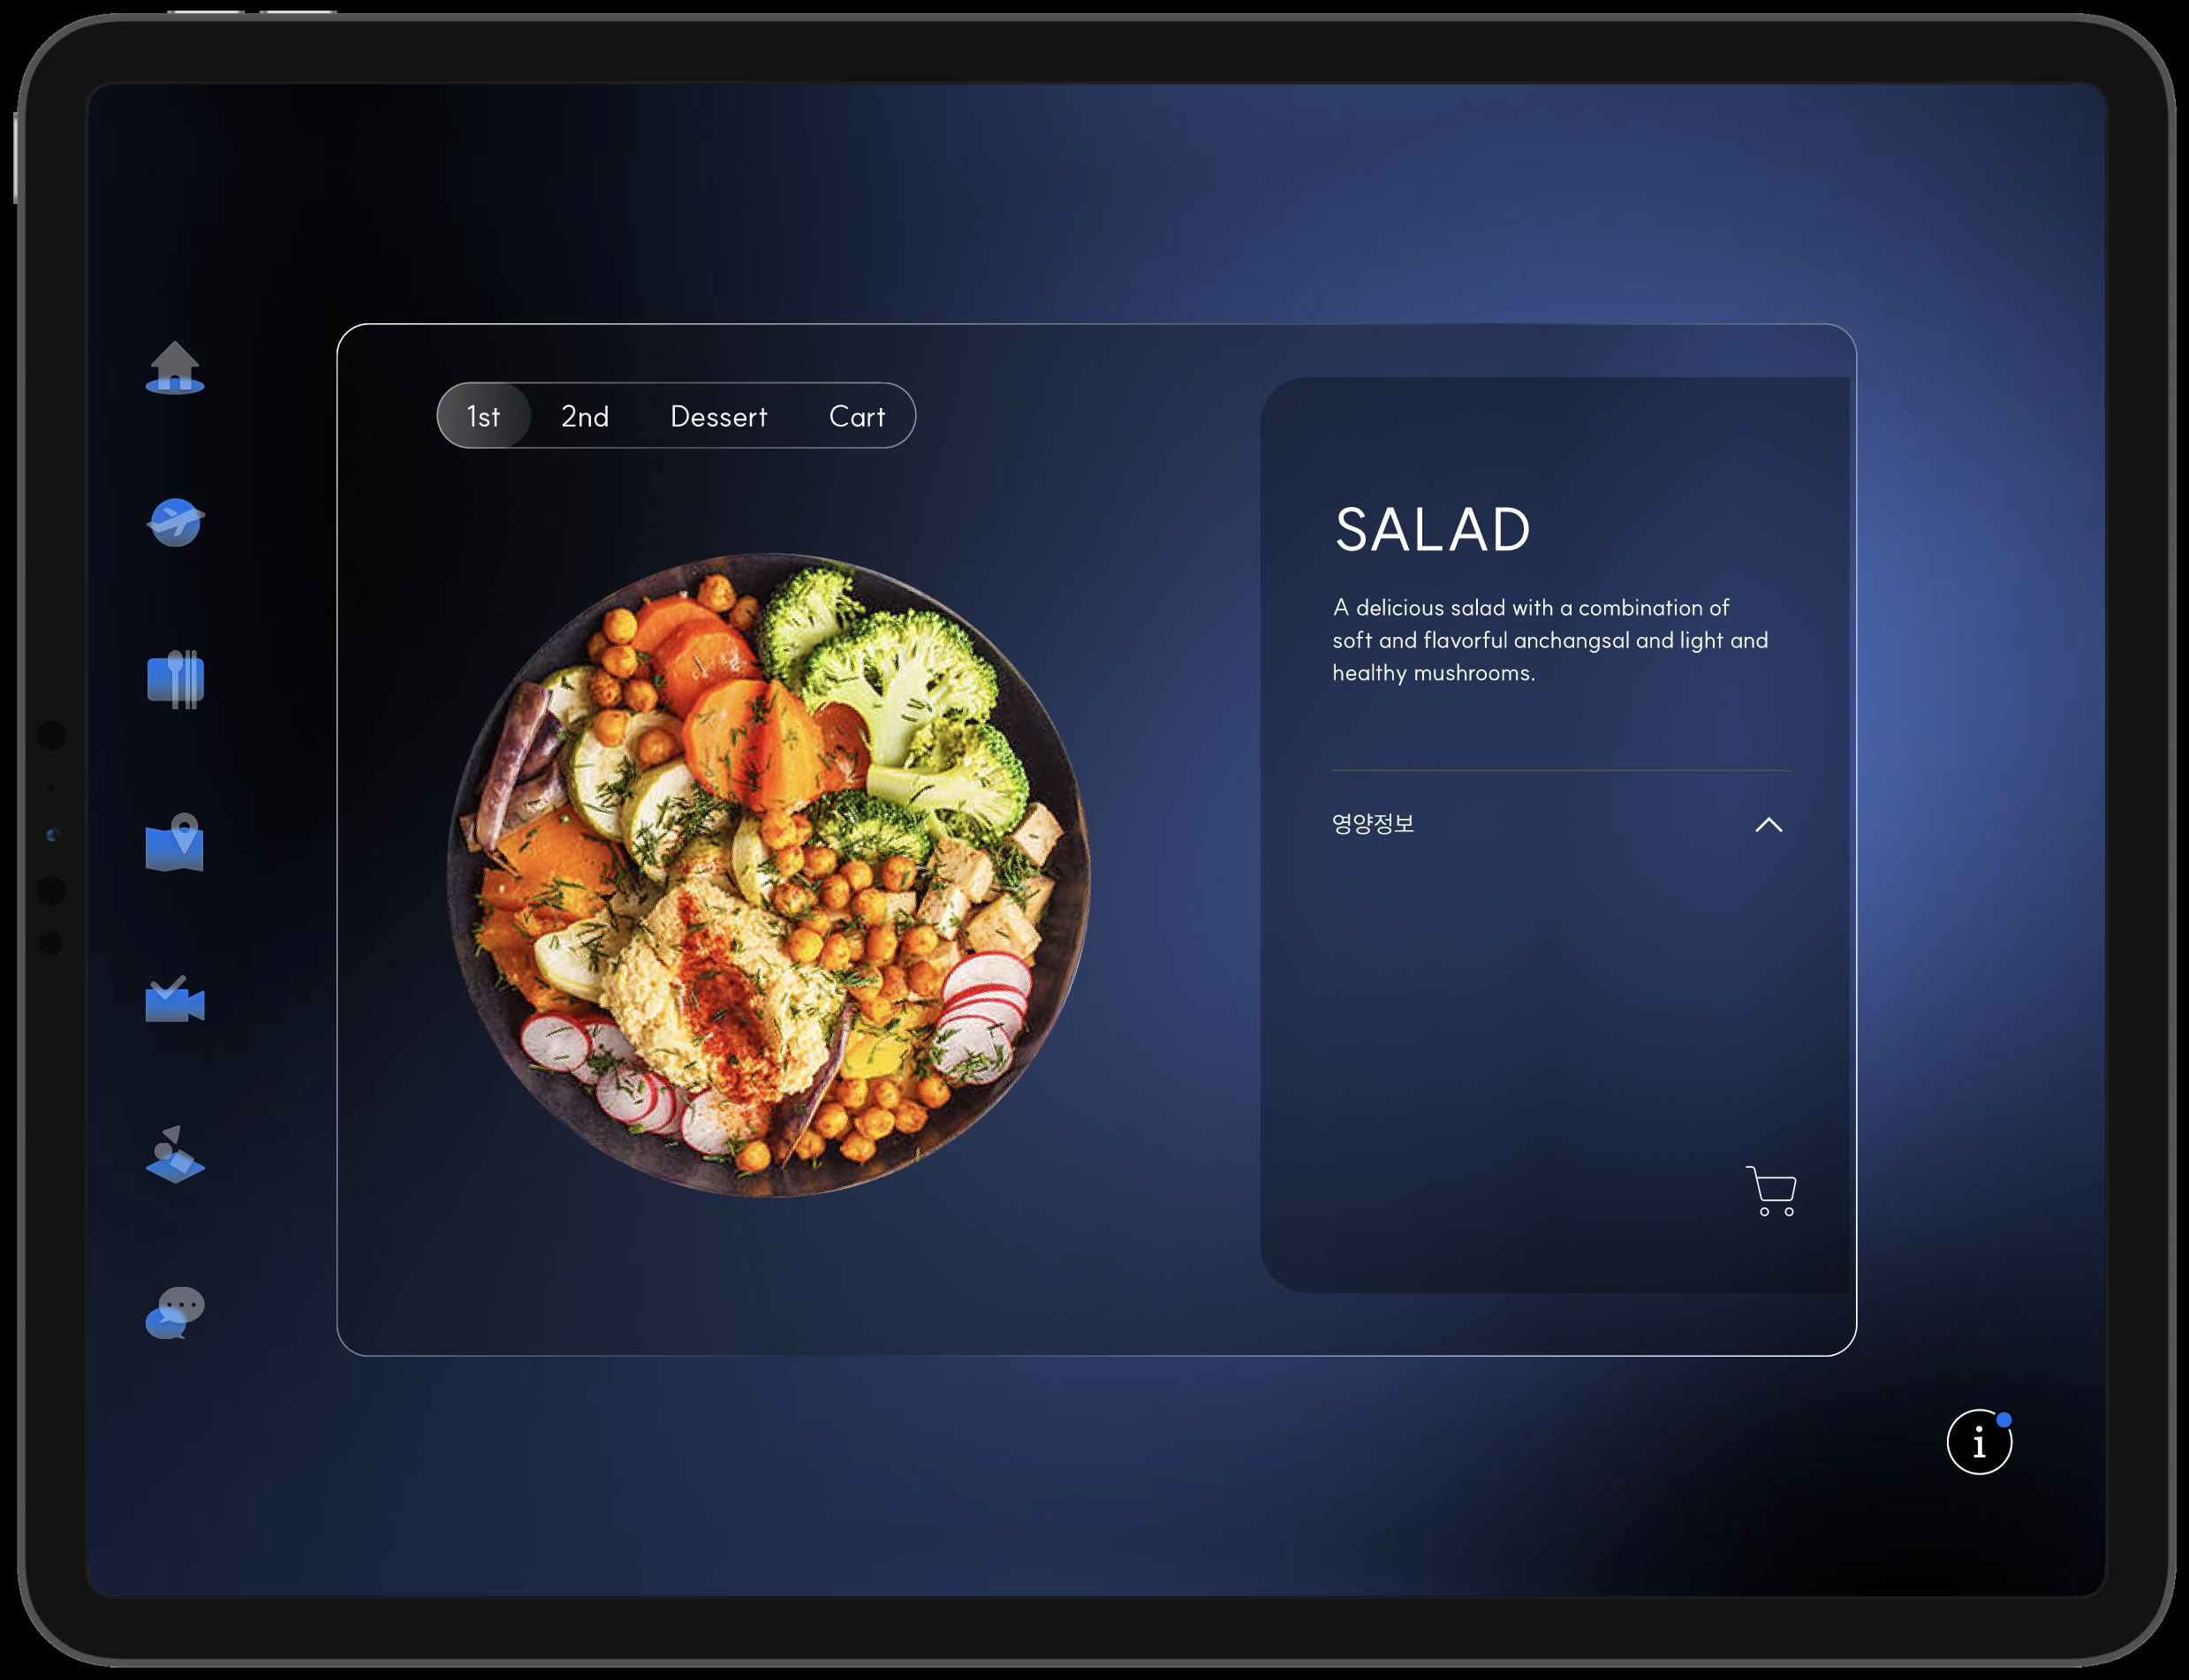 1st 2nd Dessert Cart
SALAD
A delicious salad with a combination of
soft and flavorful anchangsal and light and
healthy mushrooms.
영양정보
i